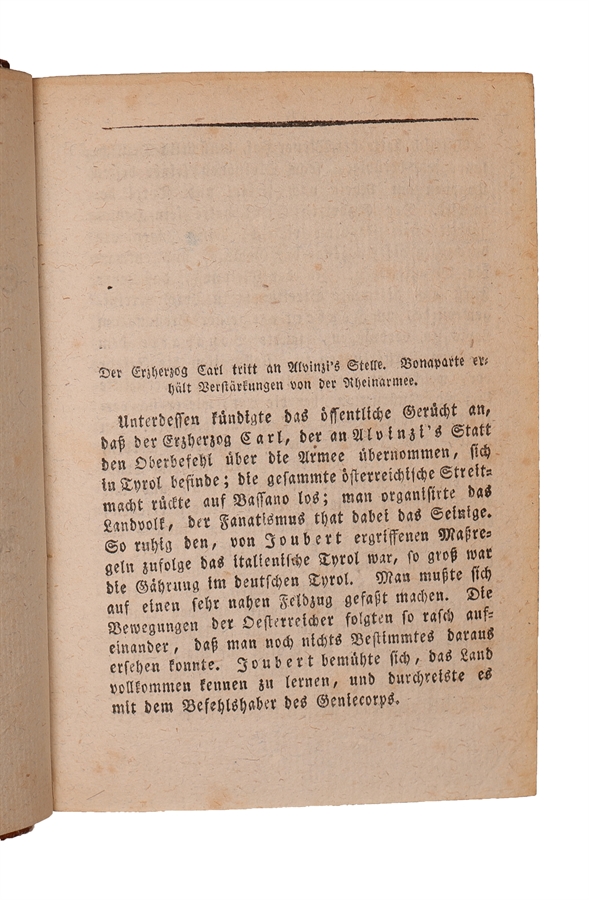 Der Erzherzog Carl tritt an Alvinzi's Stelle. Bonaparte er-
hält Verstärkungen von der Rheinarmee.
Unterdessen kündigte das öffentliche Gerücht an,
daß der Erzherzog Carl, der an Alvinzi's Statt
den Oberbefehl über die Armee übernommen, sich
in Tyrol befinde; die gesammte österreichische Streit-
macht rückte auf Bassano los; man organisirte das
Landvolk, der Fanatismus that dabei das Seinige.
So ruhig den, von Joubert ergriffenen Maßre-
geln zufolge das italienische Tyrol war, so groß war
die Gähruug im deutschen Tyrol. Man mußte sich
auf einen sehr nahen Feldzug gefaßt machen. Die
Bewegungen der Oesterreicher folgten so rasch auf-
einander, daß man noch nichts Bestimmtes daraus
ersehen konnte. Joubert bemühte sich, das Land
vollkommen kennen zu lernen, und durchreiste es
mit dem Befehlshaber des Geniecorps.